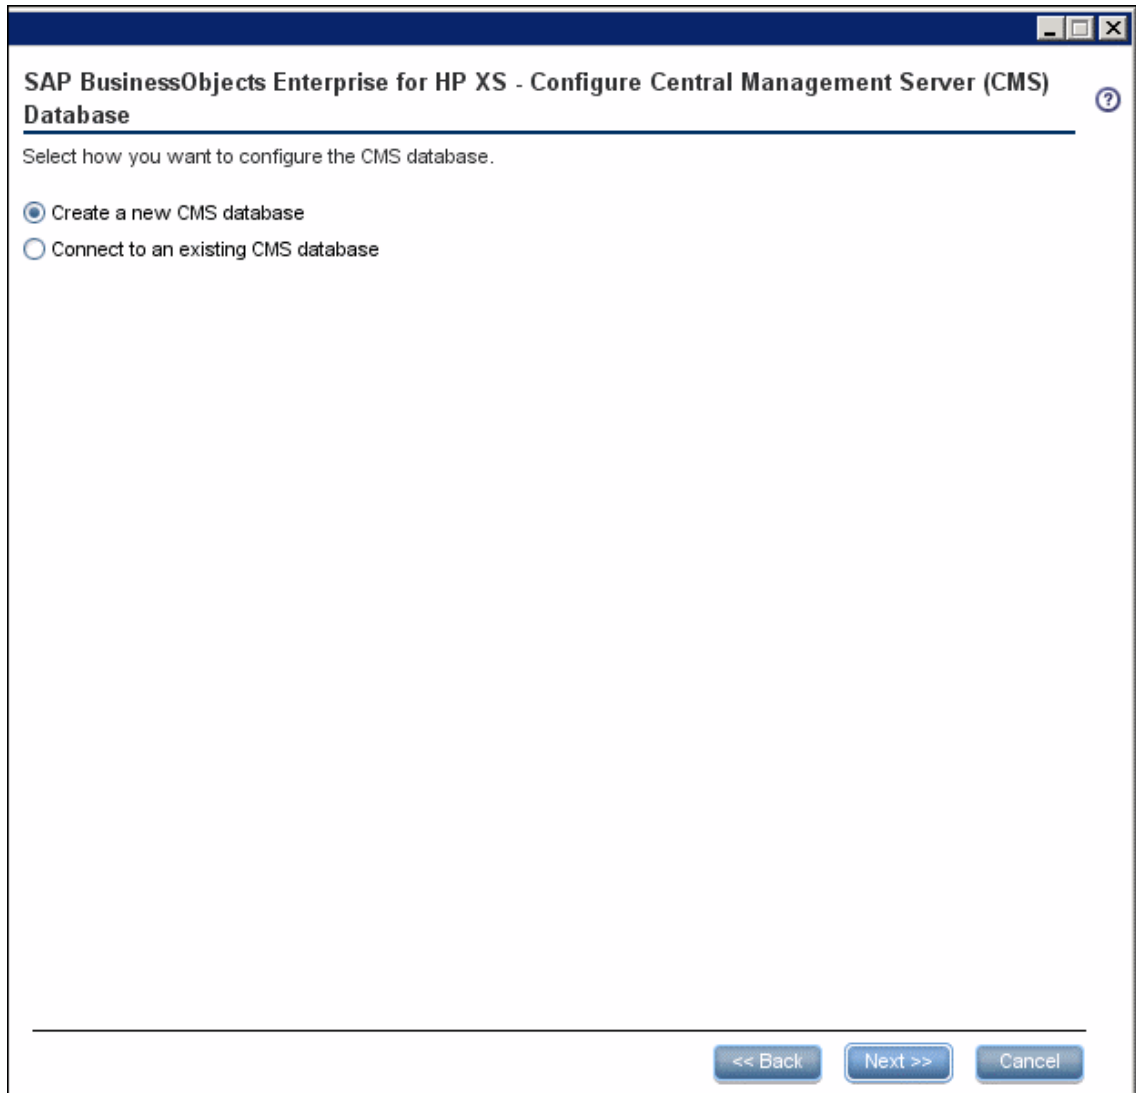 SAP BusinessObjects Enterprise for HP XS - Configure Central Management Server (CMS)
Database
?
Select how you want to configure the CMS database.
Create a new CMS database
Connect to an existing CMS database
<< Back
Next >>
Cancel